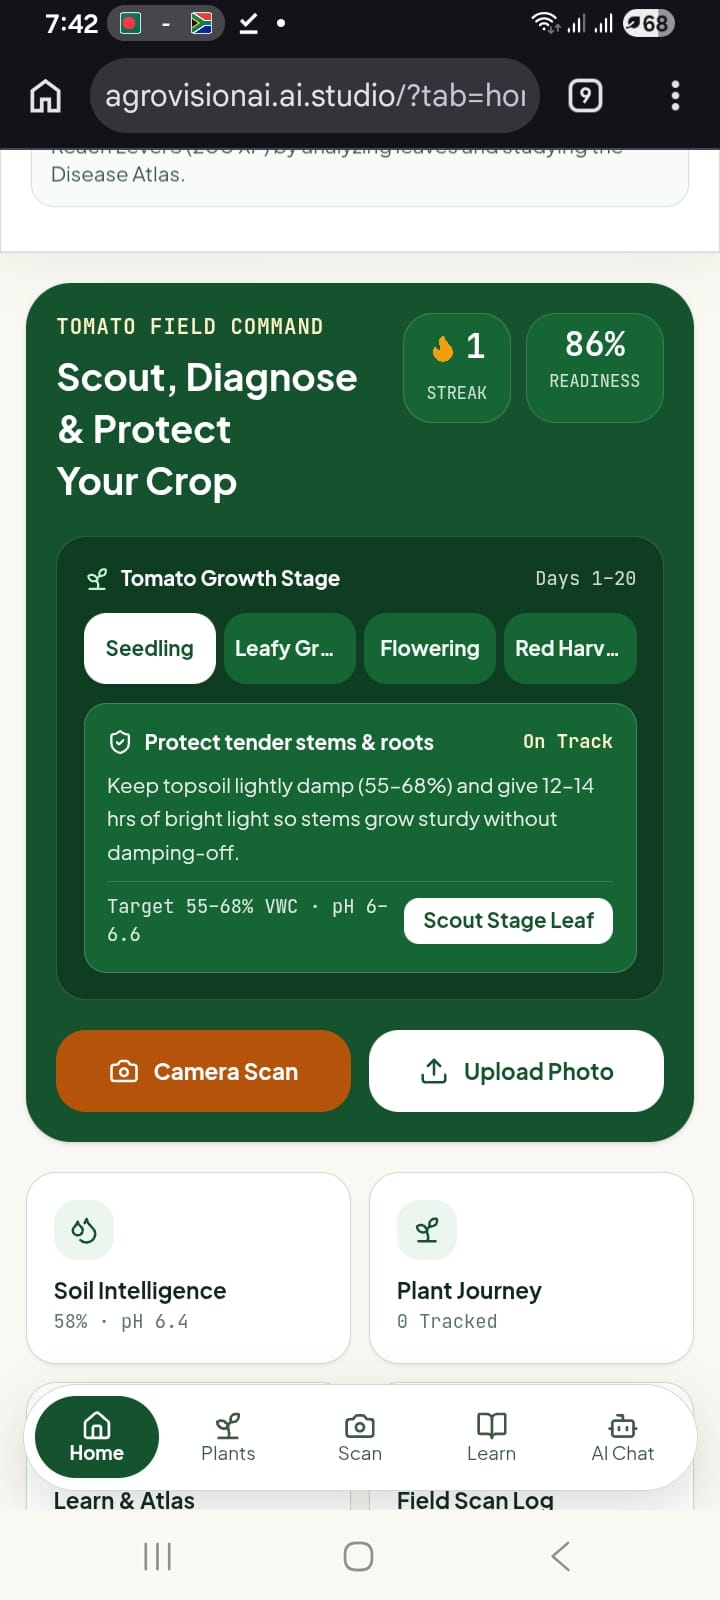 7:42
-
68
agrovisionai.ai.studio/?tab=hor
9
Disease Atlas.
TOMATO FIELD COMMAND
Scout, Diagnose
& Protect
Your Crop
1
STREAK
86%
READINESS
Tomato Growth Stage
Days 1–20
Seedling
Leafy Gr...
Flowering
Red Harv...
Protect tender stems & roots
On Track
Keep topsoil lightly damp (55–68%) and give 12–14
hrs of bright light so stems grow sturdy without
damping-off.
Target 55–68% VWC · pH 6–
6.6
Scout Stage Leaf
Camera Scan
Upload Photo
Soil Intelligence
58% · pH 6.4
Plant Journey
0 Tracked
Home
Plants
Scan
Learn
AI Chat
Learn & Atlas
Field Scan Log